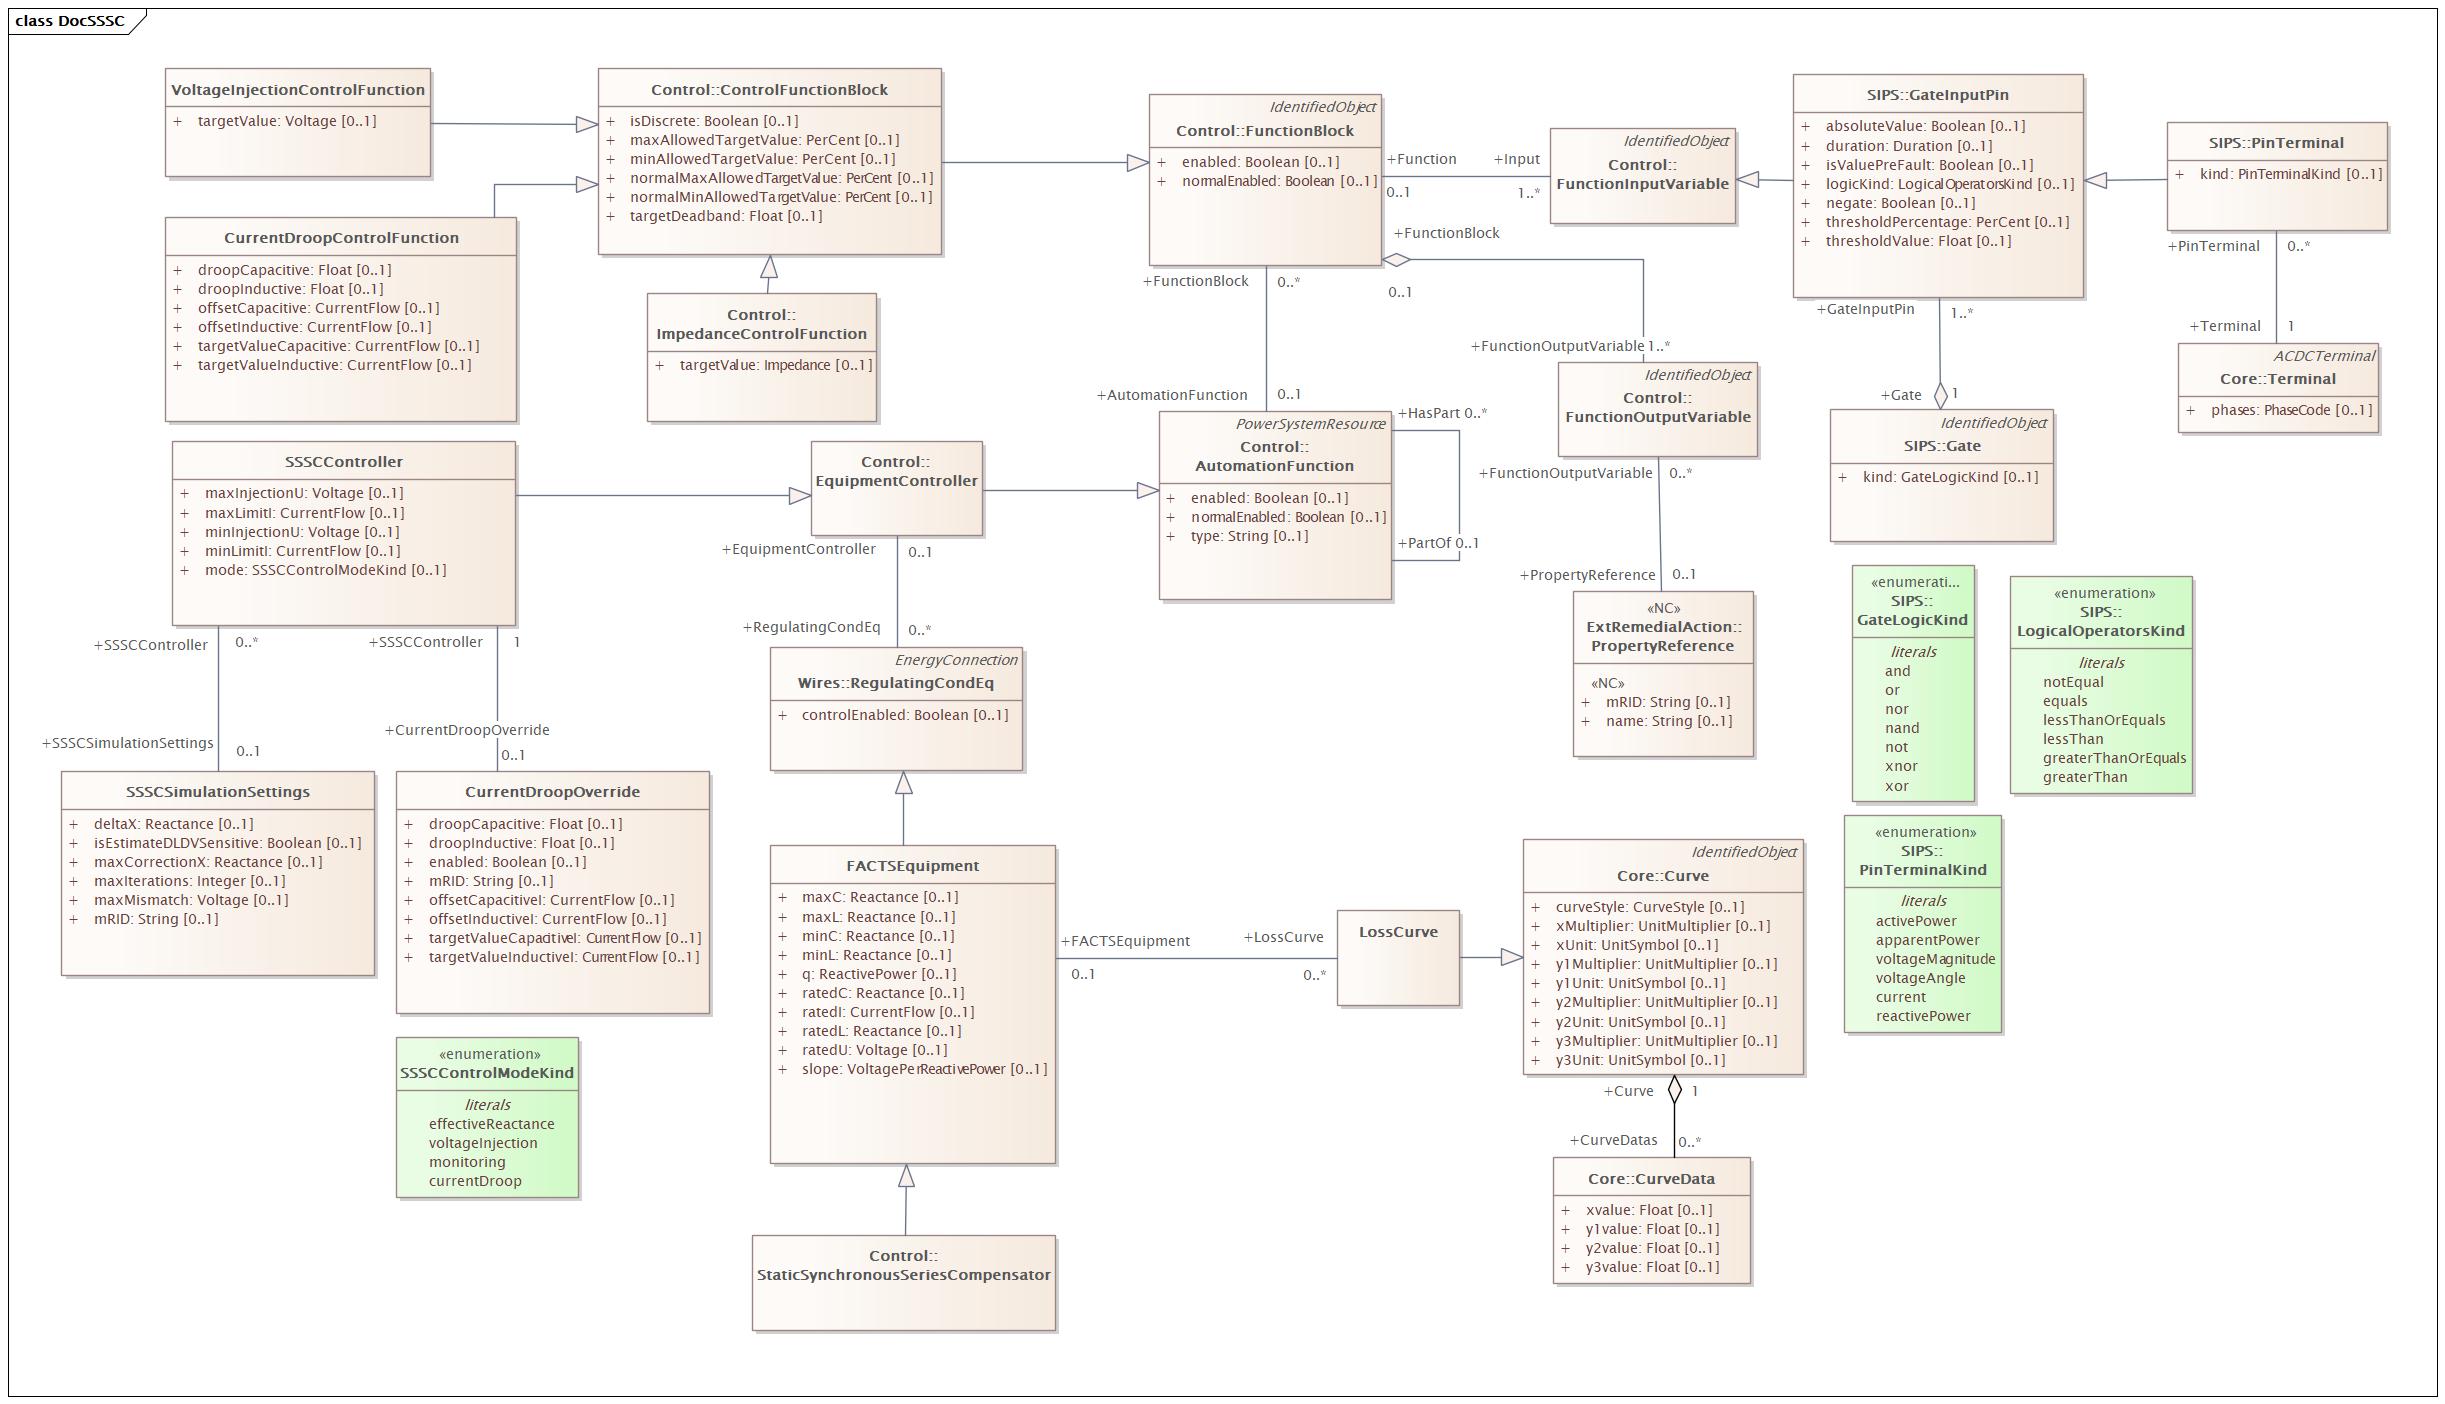 class DocSSSC
VoltageInjectionControlFunction
+ targetValue: Voltage [0..1]
Control::ControlFunctionBlock
+ isDiscrete: Boolean [0..1]
+ maxAllowedTargetValue: PerCent [0..1]
+ minAllowedTargetValue: PerCent [0..1]
+ normalMaxAllowedTargetValue: PerCent [0..1]
+ normalMinAllowedTargetValue: PerCent [0..1]
+ targetDeadband: Float [0..1]
IdentifiedObject
Control::FunctionBlock
+ enabled: Boolean [0..1]
+ normalEnabled: Boolean [0..1]
+Function
0..1
+Input
1..*
IdentifiedObject
Control::
FunctionInputVariable
SIPS::GateInputPin
+ absoluteValue: Boolean [0..1]
+ duration: Duration [0..1]
+ isValuePreFault: Boolean [0..1]
+ logicKind: LogicalOperatorsKind [0..1]
+ negate: Boolean [0..1]
+ thresholdPercentage: PerCent [0..1]
+ thresholdValue: Float [0..1]
SIPS::PinTerminal
+ kind: PinTerminalKind [0..1]
+PinTerminal 0..*
+Terminal 1
ACDCTerminal
Core::Terminal
+ phases: PhaseCode [0..1]
CurrentDroopControlFunction
+ droopCapacitive: Float [0..1]
+ droopInductive: Float [0..1]
+ offsetCapacitive: CurrentFlow [0..1]
+ offsetInductive: CurrentFlow [0..1]
+ targetValueCapacitive: CurrentFlow [0..1]
+ targetValueInductive: CurrentFlow [0..1]
Control::
ImpedanceControlFunction
+ targetValue: Impedance [0..1]
+FunctionBlock
0..1
+FunctionBlock 0..*
+AutomationFunction 0..1
+FunctionOutputVariable 1..*
IdentifiedObject
Control::
FunctionOutputVariable
+GateInputPin 1..*
+Gate 1
IdentifiedObject
SIPS::Gate
+ kind: GateLogicKind [0..1]
SSSCController
+ maxInjectionU: Voltage [0..1]
+ maxLimitI: CurrentFlow [0..1]
+ minInjectionU: Voltage [0..1]
+ minLimitI: CurrentFlow [0..1]
+ mode: SSSCControlModeKind [0..1]
Control::
EquipmentController
PowerSystemResource
Control::
AutomationFunction
+ enabled: Boolean [0..1]
+ normalEnabled: Boolean [0..1]
+ type: String [0..1]
+HasPart 0..*
+PartOf 0..1
+FunctionOutputVariable 0..*
+PropertyReference 0..1
«NC»
ExtRemedialAction::
PropertyReference
«NC»
+ mRID: String [0..1]
+ name: String [0..1]
«enumerati...
SIPS::
GateLogicKind
literals
and
or
nor
nand
not
xnor
xor
«enumeration»
SIPS::
LogicalOperatorsKind
literals
notEqual
equals
lessThanOrEquals
lessThan
greaterThanOrEquals
greaterThan
+EquipmentController 0..1
+RegulatingCondEq 0..*
EnergyConnection
Wires::RegulatingCondEq
+ controlEnabled: Boolean [0..1]
+SSSCController 0..*
+SSSCController 1
+SSSCSimulationSettings 0..1
+CurrentDroopOverride
0..1
SSSCSimulationSettings
+ deltaX: Reactance [0..1]
+ isEstimateDLDVSensitive: Boolean [0..1]
+ maxCorrectionX: Reactance [0..1]
+ maxIterations: Integer [0..1]
+ maxMismatch: Voltage [0..1]
+ mRID: String [0..1]
CurrentDroopOverride
+ droopCapacitive: Float [0..1]
+ droopInductive: Float [0..1]
+ enabled: Boolean [0..1]
+ mRID: String [0..1]
+ offsetCapacitiveI: CurrentFlow [0..1]
+ offsetInductiveI: CurrentFlow [0..1]
+ targetValueCapacitiveI: CurrentFlow [0..1]
+ targetValueInductiveI: CurrentFlow [0..1]
FACTSEquipment
+ maxC: Reactance [0..1]
+ maxL: Reactance [0..1]
+ minC: Reactance [0..1]
+ minL: Reactance [0..1]
+ q: ReactivePower [0..1]
+ ratedC: Reactance [0..1]
+ ratedI: CurrentFlow [0..1]
+ ratedL: Reactance [0..1]
+ ratedU: Voltage [0..1]
+ slope: VoltagePerReactivePower [0..1]
+FACTSEquipment
0..1
+LossCurve
0..*
LossCurve
IdentifiedObject
Core::Curve
+ curveStyle: CurveStyle [0..1]
+ xMultiplier: UnitMultiplier [0..1]
+ xUnit: UnitSymbol [0..1]
+ y1Multiplier: UnitMultiplier [0..1]
+ y1Unit: UnitSymbol [0..1]
+ y2Multiplier: UnitMultiplier [0..1]
+ y2Unit: UnitSymbol [0..1]
+ y3Multiplier: UnitMultiplier [0..1]
+ y3Unit: UnitSymbol [0..1]
«enumeration»
SIPS::
PinTerminalKind
literals
activePower
apparentPower
voltageMagnitude
voltageAngle
current
reactivePower
«enumeration»
SSSCControlModeKind
literals
effectiveReactance
voltageInjection
monitoring
currentDroop
+Curve 1
+CurveDatas 0..*
Core::CurveData
+ xvalue: Float [0..1]
+ y1value: Float [0..1]
+ y2value: Float [0..1]
+ y3value: Float [0..1]
Control::
StaticSynchronousSeriesCompensator